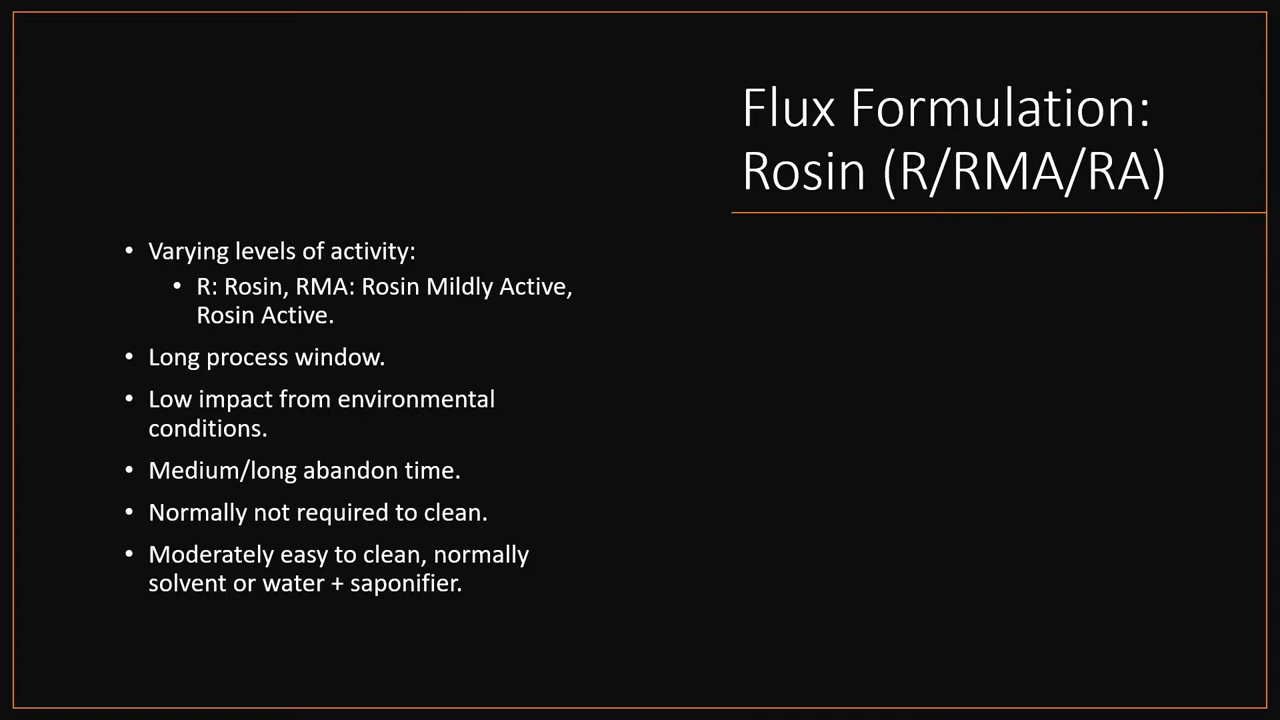 Flux Formulation:
Rosin (R/RMA/RA)
• Varying levels of activity:
• R: Rosin, RMA: Rosin Mildly Active,
Rosin Active.
• Long process window.
• Low impact from environmental
conditions.
• Medium/long abandon time.
• Normally not required to clean.
• Moderately easy to clean, normally
solvent or water + saponifier.